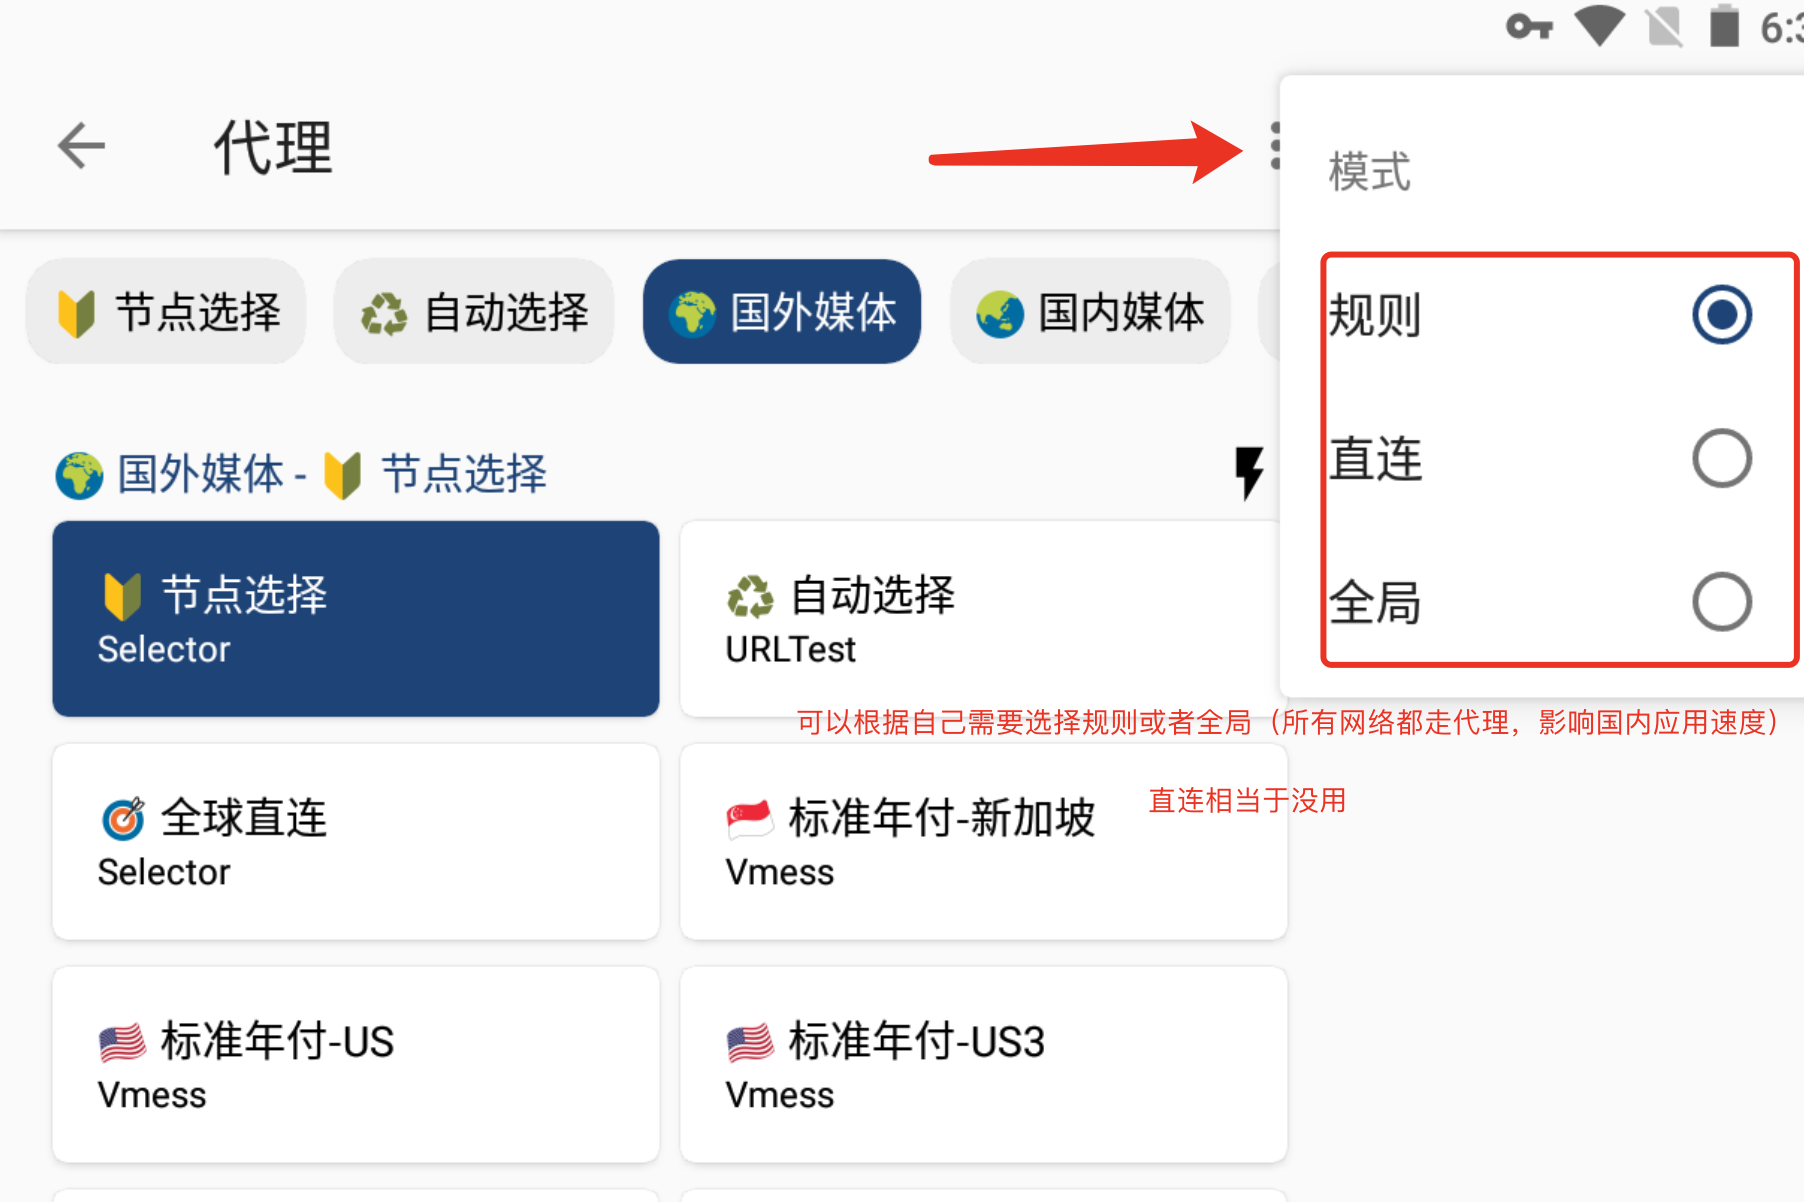 6:3
代理
模式
节点选择
自动选择
国外媒体
国内媒体
规则
直连
全局
国外媒体 - 节点选择
节点选择
Selector
自动选择
URLTest
可以根据自己需要选择规则或者全局（所有网络都走代理，影响国内应用速度）
直连相当于没用
全球直连
Selector
标准年付-新加坡
Vmess
标准年付-US
Vmess
标准年付-US3
Vmess